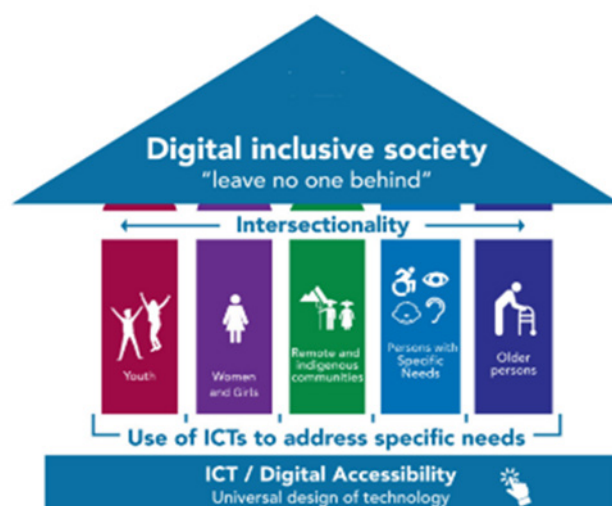 Digital inclusive society
"leave no one behind"
Intersectionality
Youth
Women
and Girls
Remote and
indigenous
communities
Persons with
Specific
Needs
Older
persons
Use of ICTs to address specific needs
ICT / Digital Accessibility
Universal design of technology